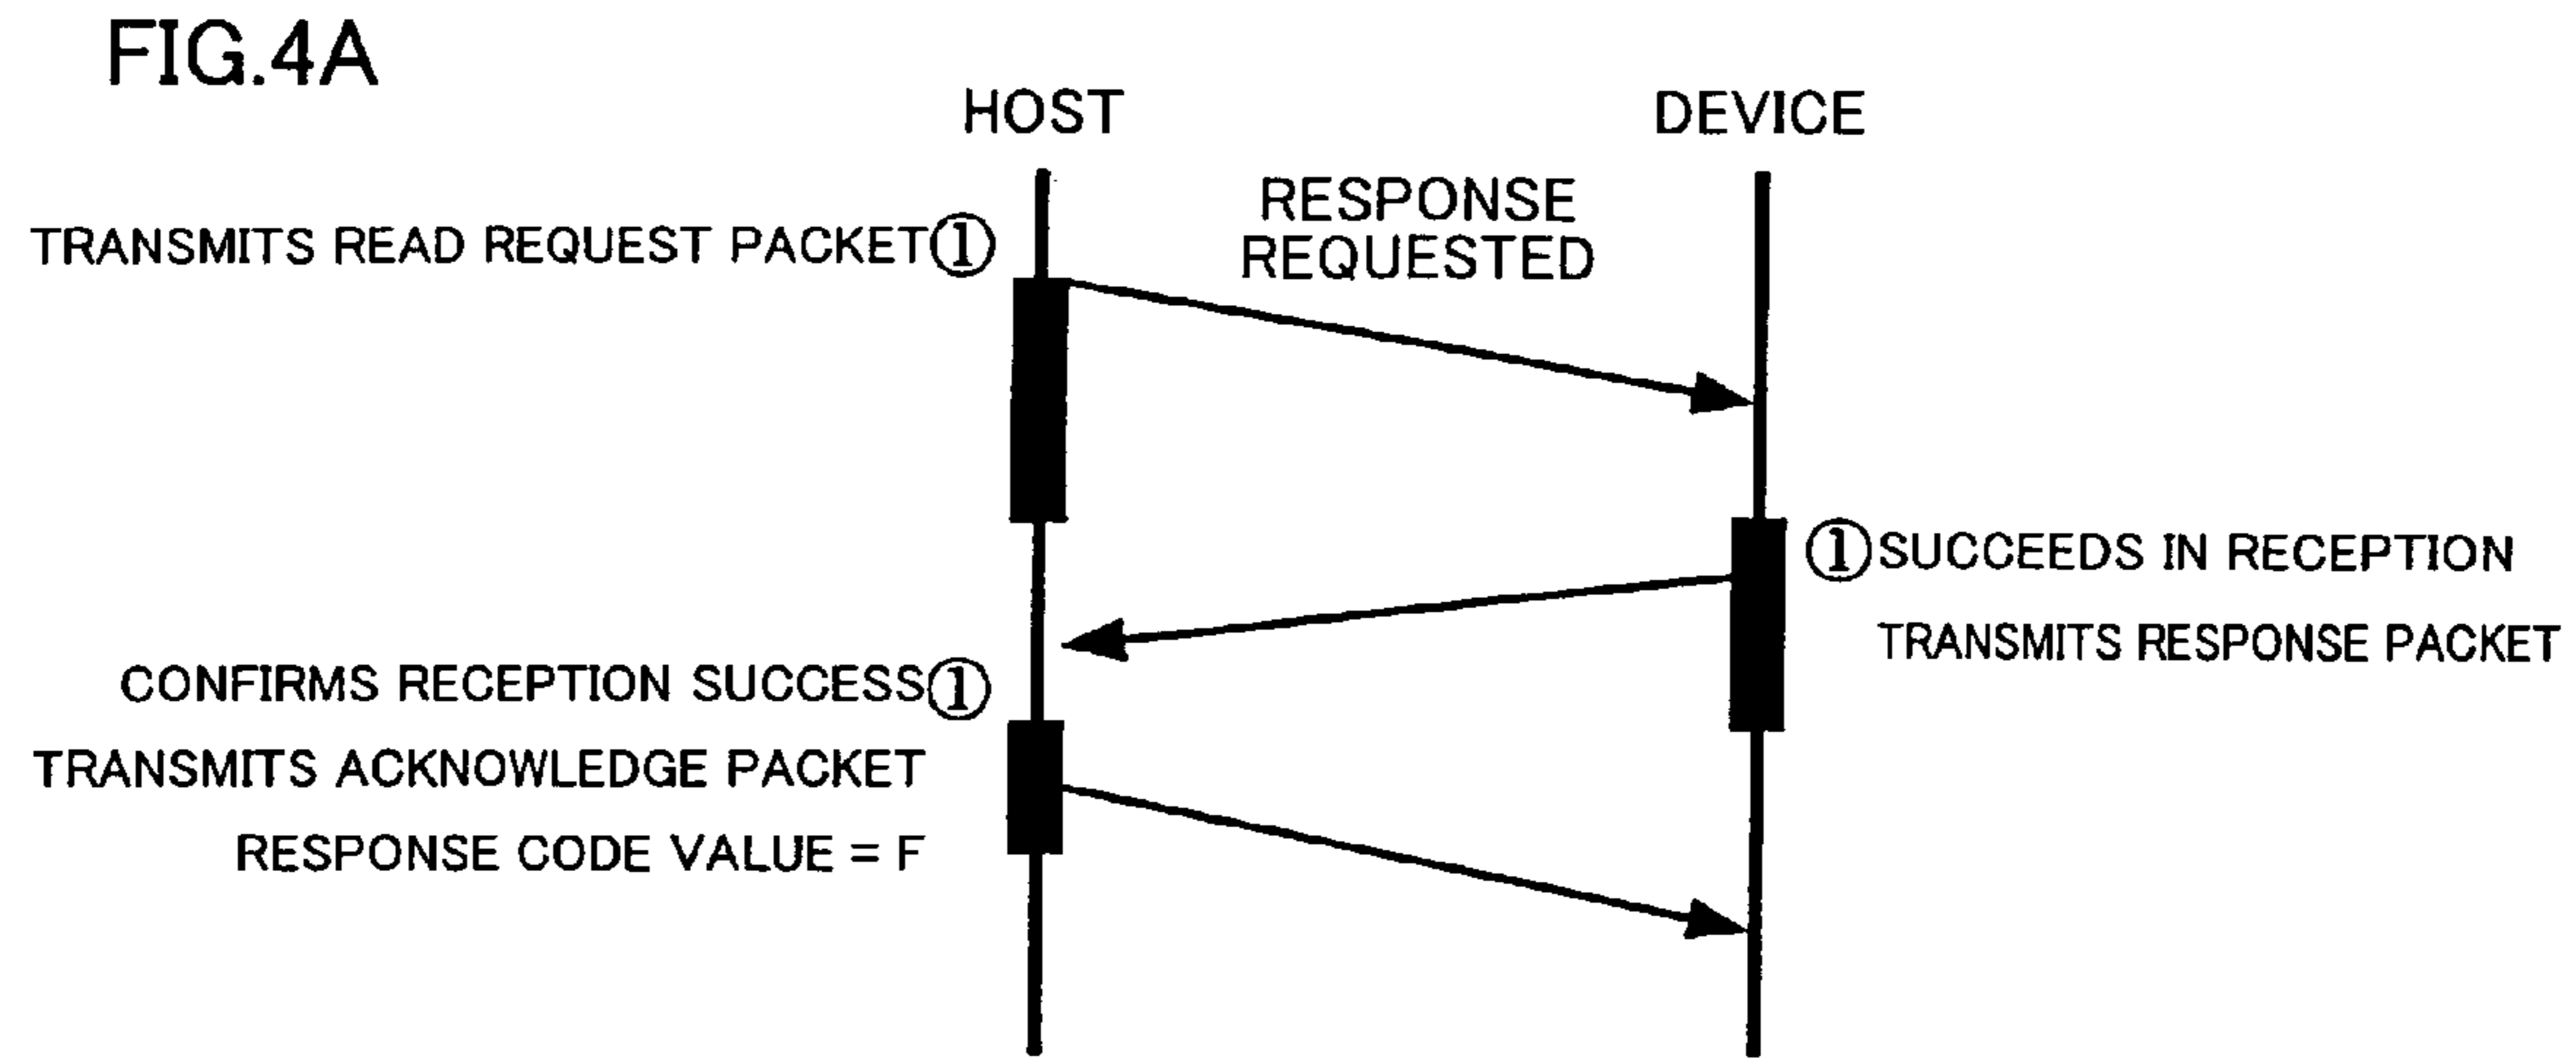 FIG.4A
HOST
DEVICE
RESPONSE
REQUESTED
TRANSMITS READ REQUEST PACKET①
①SUCCEEDS IN RECEPTION
TRANSMITS RESPONSE PACKET
CONFIRMS RECEPTION SUCCESS①
TRANSMITS ACKNOWLEDGE PACKET
RESPONSE CODE VALUE = F